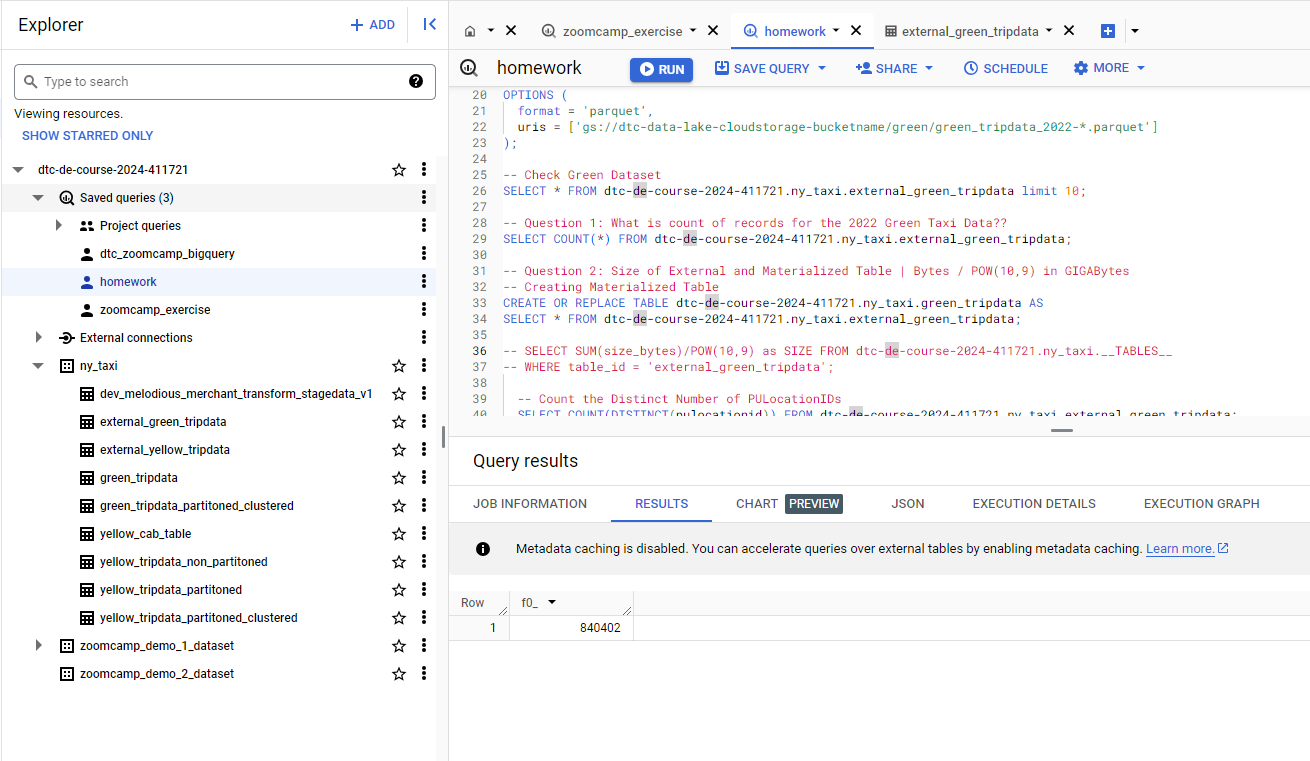 Explorer
+ ADD
Type to search
Viewing resources.
SHOW STARRED ONLY
dtc-de-course-2024-411721
Saved queries (3)
Project queries
dtc_zoomcamp_bigquery
homework
zoomcamp_exercise
External connections
ny_taxi
dev_melodious_merchant_transform_stagedata_v1
external_green_tripdata
external_yellow_tripdata
green_tripdata
green_tripdata_partitoned_clustered
yellow_cab_table
yellow_tripdata_non_partitoned
yellow_tripdata_partitoned
yellow_tripdata_partitoned_clustered
zoomcamp_demo_1_dataset
zoomcamp_demo_2_dataset
zoomcamp_exercise homework external_green_tripdata
homework RUN SAVE QUERY SHARE SCHEDULE MORE
20 OPTIONS (
21 format = 'parquet',
22 uris = ['gs://dtc-data-lake-cloudstorage-bucketname/green/green_tripdata_2022-*.parquet']
23 );
24
25 -- Check Green Dataset
26 SELECT * FROM dtc-de-course-2024-411721.ny_taxi.external_green_tripdata limit 10;
27
28 -- Question 1: What is count of records for the 2022 Green Taxi Data??
29 SELECT COUNT(*) FROM dtc-de-course-2024-411721.ny_taxi.external_green_tripdata;
30
31 -- Question 2: Size of External and Materialized Table | Bytes / POW(10,9) in GIGABytes
32 -- Creating Materialized Table
33 CREATE OR REPLACE TABLE dtc-de-course-2024-411721.ny_taxi.green_tripdata AS
34 SELECT * FROM dtc-de-course-2024-411721.ny_taxi.external_green_tripdata;
35
36 -- SELECT SUM(size_bytes)/POW(10,9) as SIZE FROM dtc-de-course-2024-411721.ny_taxi.__TABLES__
37 -- WHERE table_id = 'external_green_tripdata';
38
39 -- Count the Distinct Number of PULocationIDs
40 SELECT COUNT(DISTINCT(pulocationid)) FROM dtc-de-course-2024-411721.ny_taxi.external_green_tripdata;
Query results
JOB INFORMATION RESULTS CHART PREVIEW JSON EXECUTION DETAILS EXECUTION GRAPH
Metadata caching is disabled. You can accelerate queries over external tables by enabling metadata caching. Learn more.
Row f0_
1 840402